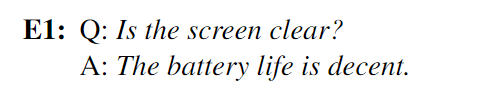 E1: Q: Is the screen clear?
A: The battery life is decent.